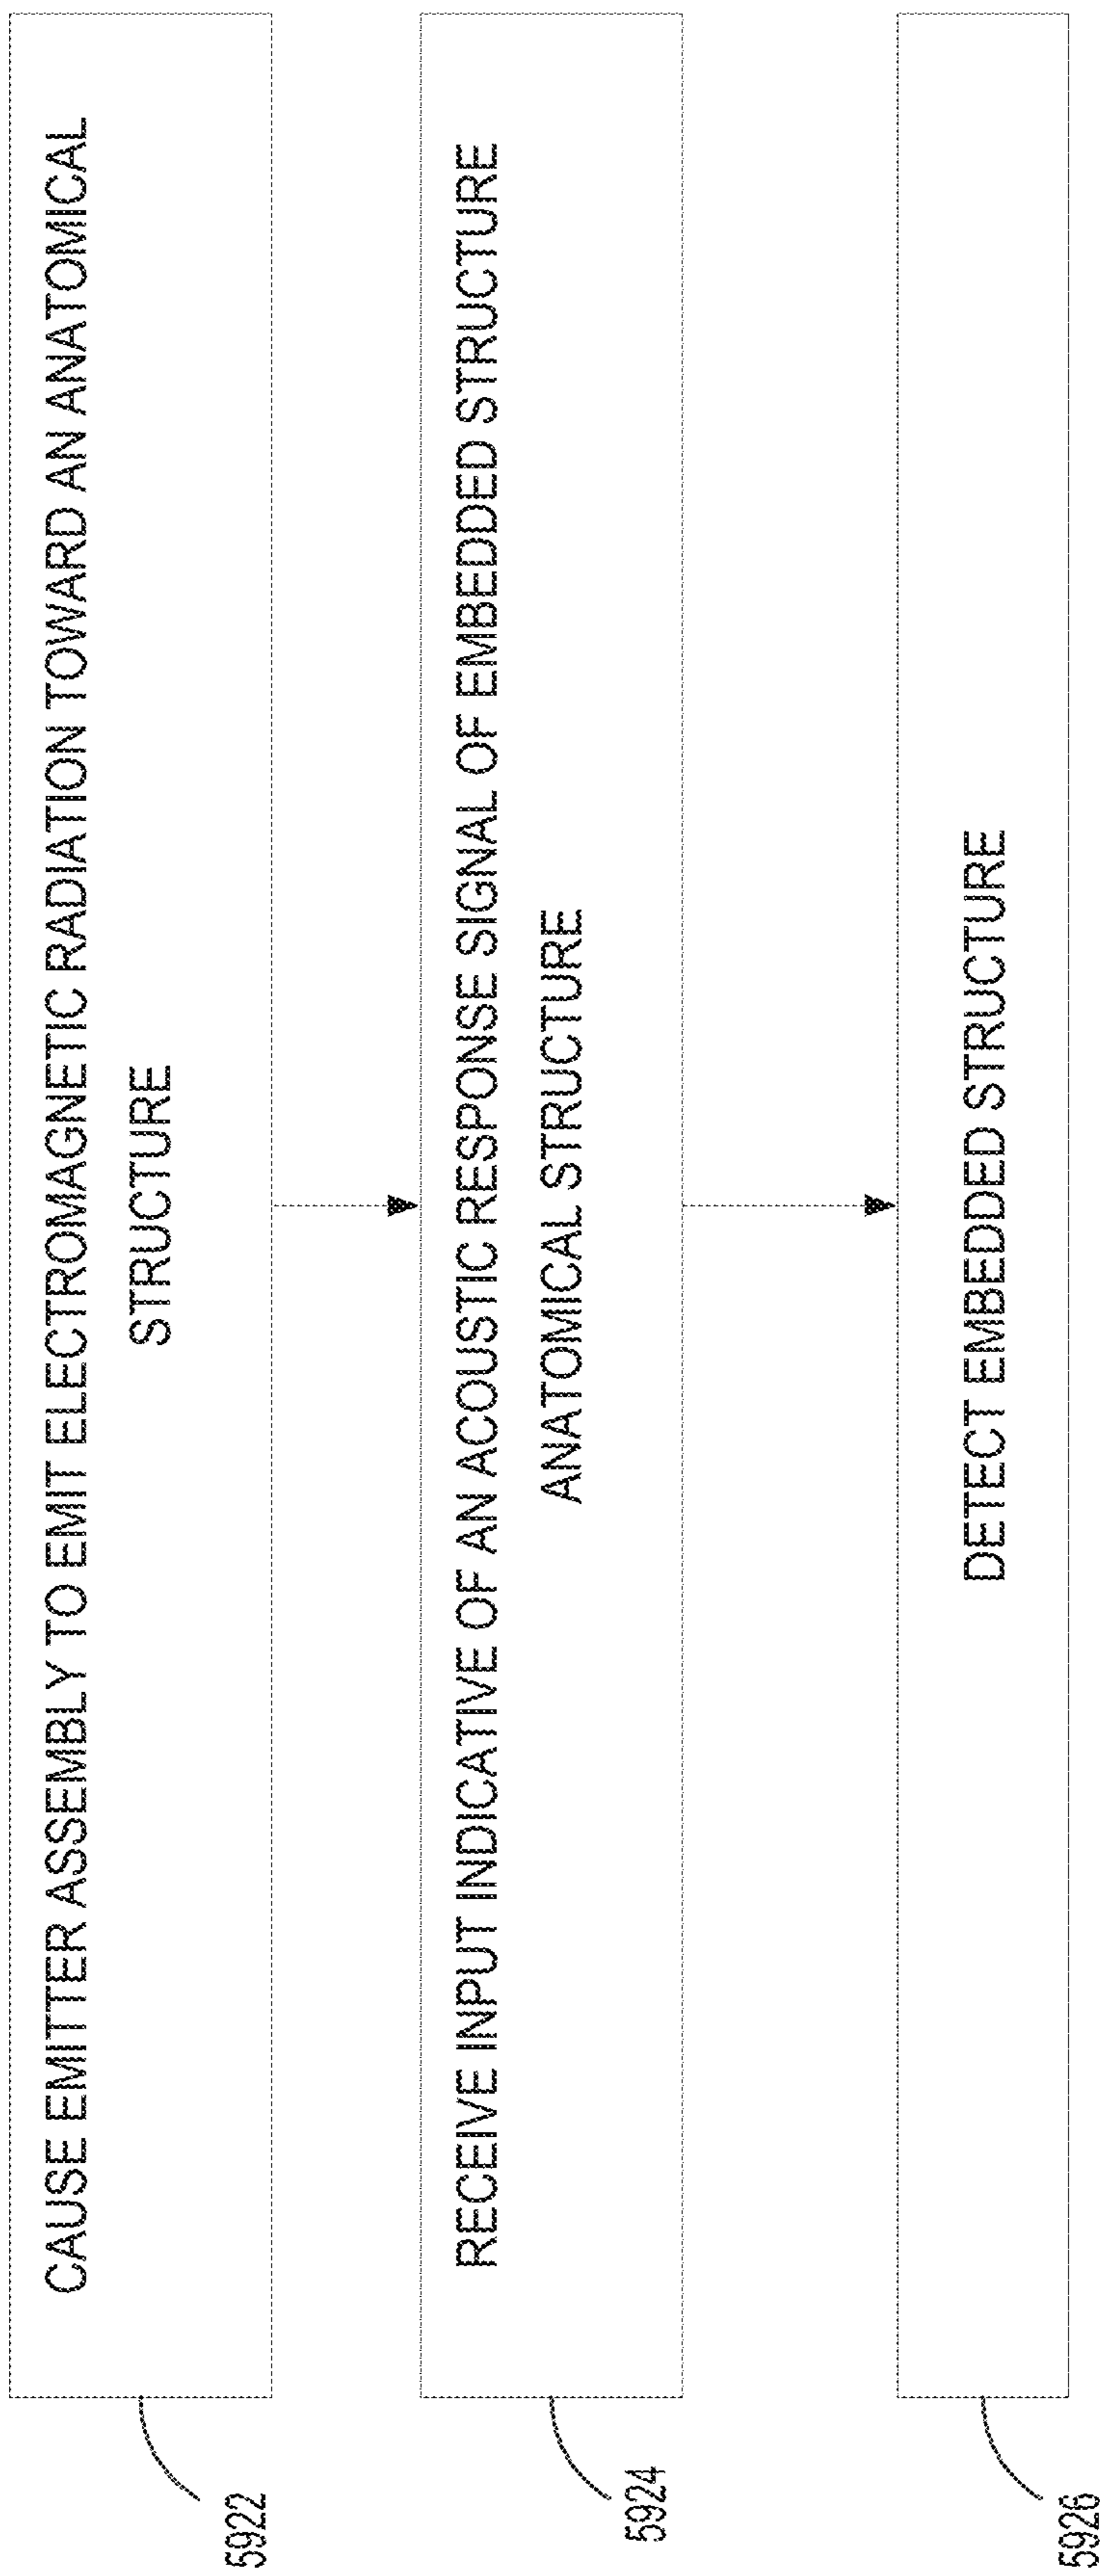 CAUSE EMITTER ASSEMBLY TO EMIT ELECTROMAGNETIC RADIATION TOWARD AN ANATOMICAL
STRUCTURE
5922
RECEIVE INPUT INDICATIVE OF AN ACOUSTIC RESPONSE SIGNAL OF EMBEDDED STRUCTURE
ANATOMICAL STRUCTURE
5924
DETECT EMBEDDED STRUCTURE
5926